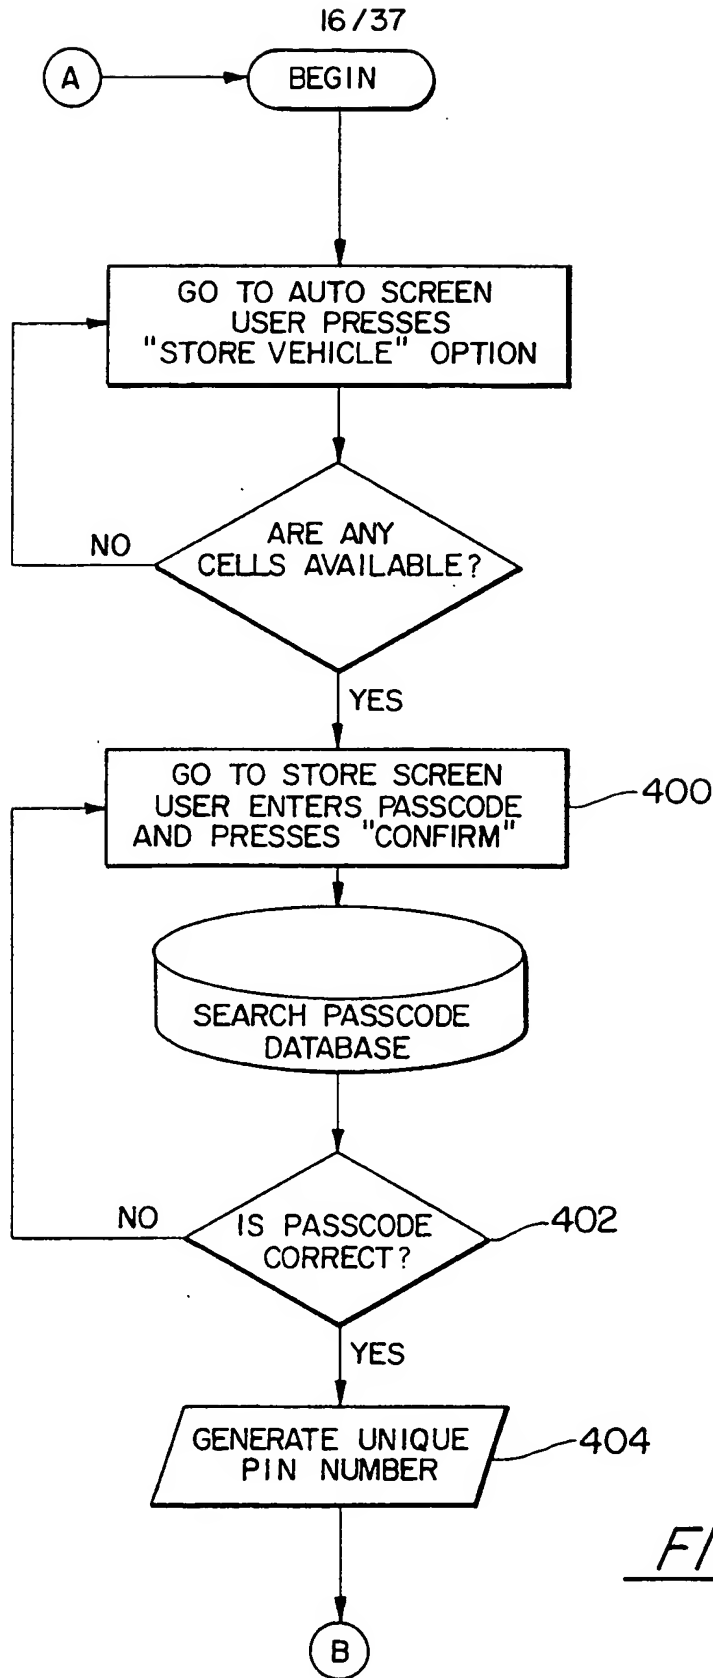 16/37
A
BEGIN
GO TO AUTO SCREEN
USER PRESSES
"STORE VEHICLE" OPTION
ARE ANY
CELLS AVAILABLE?
NO
YES
GO TO STORE SCREEN
USER ENTERS PASSCODE
AND PRESSES "CONFIRM"
400
SEARCH PASSCODE
DATABASE
IS PASSCODE
CORRECT?
402
NO
YES
GENERATE UNIQUE
PIN NUMBER
404
B